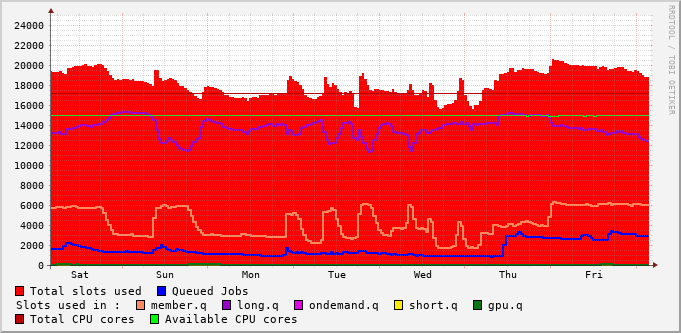 RRDTOOL / TOBI OETIKER
24000
22000
20000
18000
16000
14000
12000
10000
8000
6000
4000
2000
0
Sat Sun Mon Tue Wed Thu Fri
Total slots used Queued Jobs
Slots used in : member.q long.q ondemand.q short.q gpu.q
Total CPU cores Available CPU cores